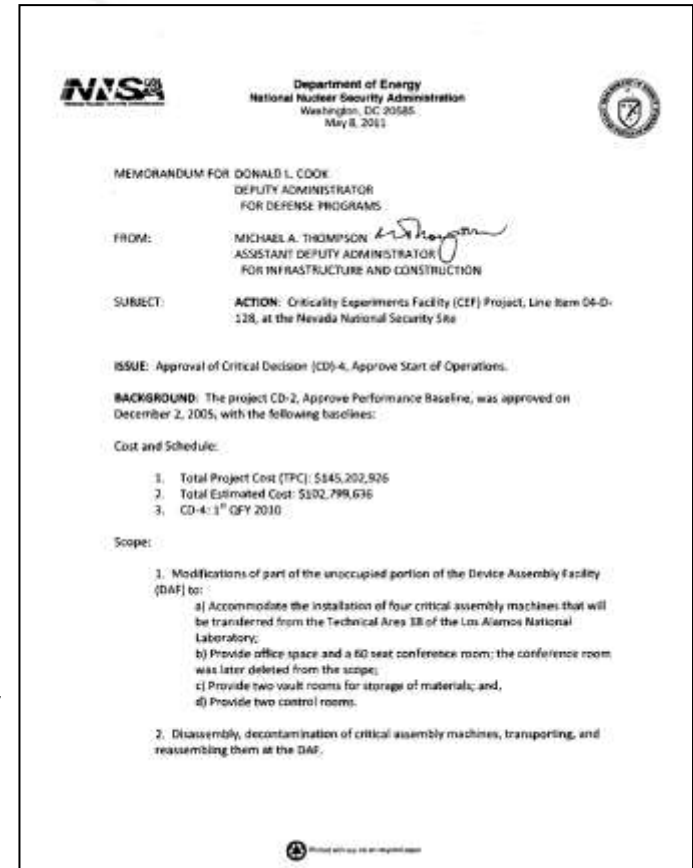 NNSA
Department of Energy
National Nuclear Security Administration
Washington, DC 20585
May 8, 2011
MEMORANDUM FOR DONALD L. COOK
DEPUTY ADMINISTRATOR
FOR DEFENSE PROGRAMS
FROM: MICHAEL A. THOMPSON
ASSISTANT DEPUTY ADMINISTRATOR
FOR INFRASTRUCTURE AND CONSTRUCTION
SUBJECT: ACTION: Criticality Experiments Facility (CEF) Project, Line Item 04-D-
128, at the Nevada National Security Site
ISSUE: Approval of Critical Decision (CD)-4, Approve Start of Operations.
BACKGROUND: The project CD-2, Approve Performance Baseline, was approved on
December 2, 2005, with the following baselines:
Cost and Schedule:
1. Total Project Cost (TPC): $145,202,926
2. Total Estimated Cost: $102,799,636
3. CD-4: 1st QFY 2010
Scope:
1. Modifications of part of the unoccupied portion of the Device Assembly Facility
(DAF) to:
a) Accommodate the installation of four critical assembly machines that will
be transferred from the Technical Area 18 of the Los Alamos National
Laboratory;
b) Provide office space and a 60 seat conference room; the conference room
was later deleted from the scope;
c) Provide two vault rooms for storage of materials; and,
d) Provide two control rooms.
2. Disassembly, decontamination of critical assembly machines, transporting, and
reassembling them at the DAF.